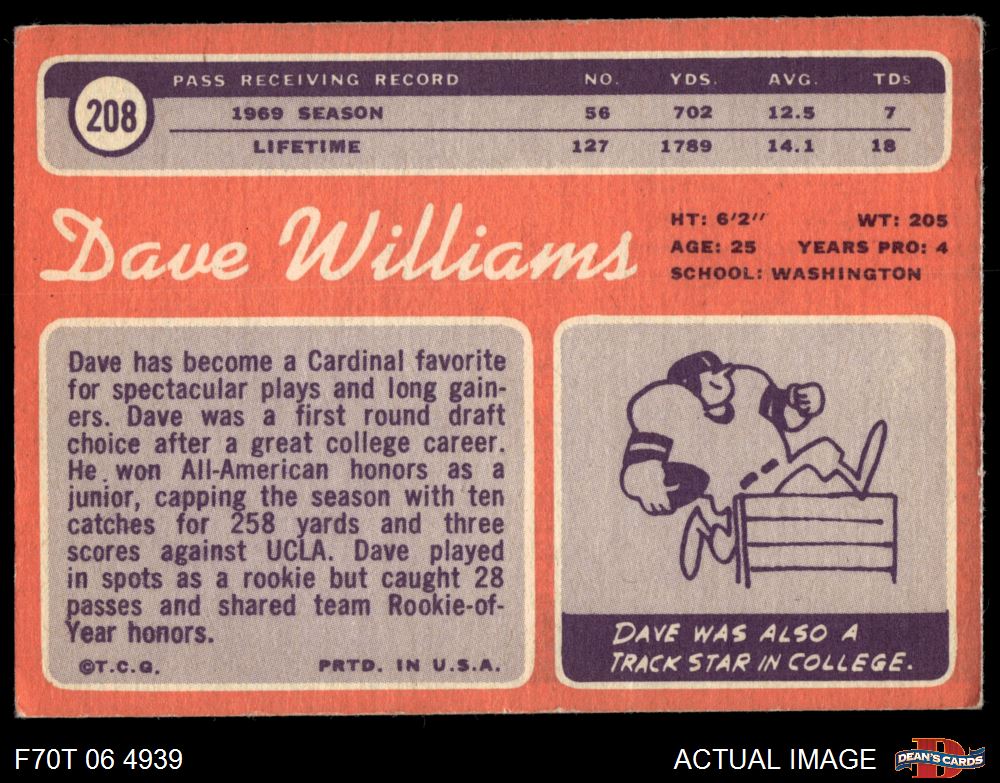 208
PASS RECEIVING RECORD NO. YDS. AVG. TDs
1969 SEASON 56 702 12.5 7
LIFETIME 127 1789 14.1 18
Dave Williams
HT: 6'2'' WT: 205
AGE: 25 YEARS PRO: 4
SCHOOL: WASHINGTON
Dave has become a Cardinal favorite
for spectacular plays and long gain-
ers. Dave was a first round draft
choice after a great college career.
He won All-American honors as a
junior, capping the season with ten
catches for 258 yards and three
scores against UCLA. Dave played
in spots as a rookie but caught 28
passes and shared team Rookie-of-
Year honors.
©T.C.G. PRTD. IN U.S.A.
DAVE WAS ALSO A
TRACK STAR IN COLLEGE.
F70T 06 4939 ACTUAL IMAGE D DEAN'S CARDS